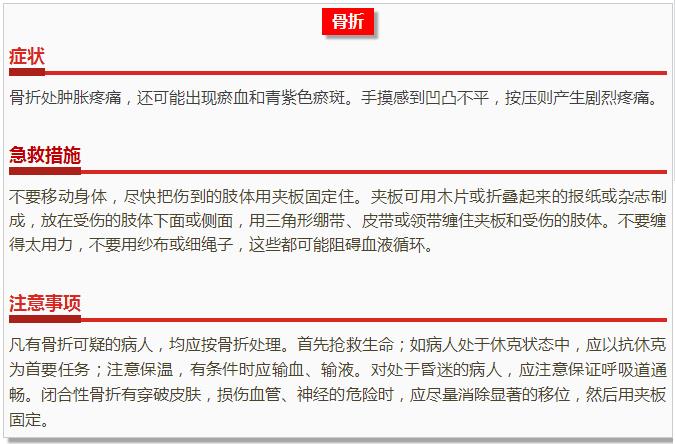 骨折
症状
骨折处肿胀疼痛，还可能出现瘀血和青紫色瘀斑。手摸感到凹凸不平，按压则产生剧烈疼痛。
急救措施
不要移动身体，尽快把伤到的肢体用夹板固定住。夹板可用木片或折叠起来的报纸或杂志制
成，放在受伤的肢体下面或侧面，用三角形绷带、皮带或领带缠住夹板和受伤的肢体。不要缠
得太用力，不要用纱布或细绳子，这些都可能阻碍血液循环。
注意事项
凡有骨折可疑的病人，均应按骨折处理。首先抢救生命；如病人处于休克状态中，应以抗休克
为首要任务；注意保温，有条件时应输血、输液。对处于昏迷的病人，应注意保证呼吸道通
畅。闭合性骨折有穿破皮肤，损伤血管、神经的危险时，应尽量消除显著的移位，然后用夹板
固定。